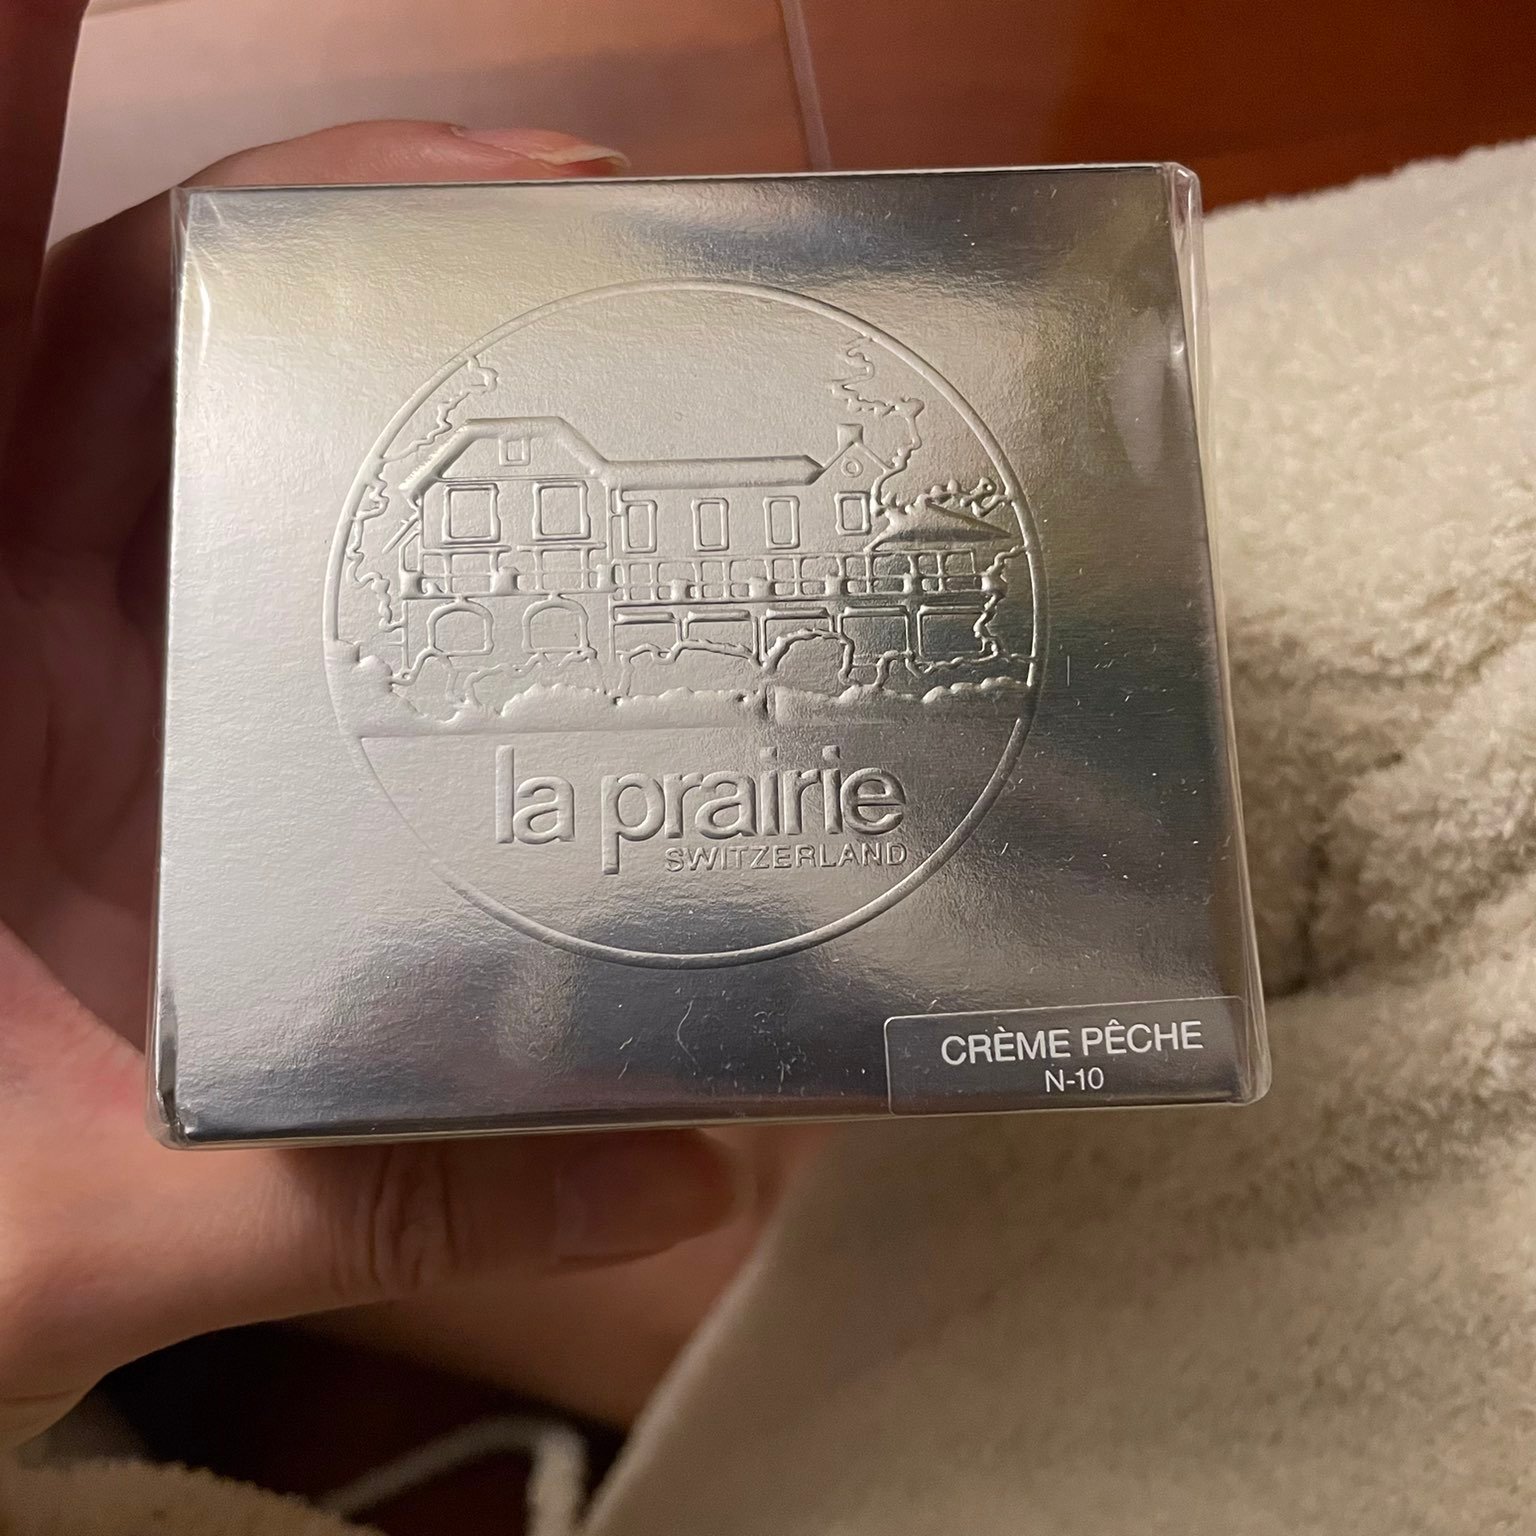 la prairie
SWITZERLAND
CRÈME PÊCHE
N-10